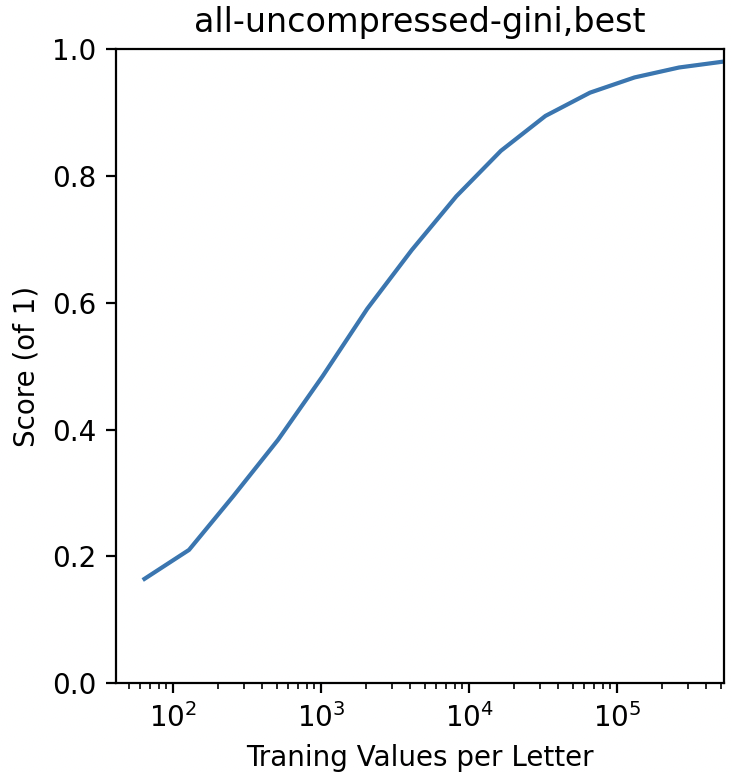 all-uncompressed-gini,best
1.0
0.8
0.6
0.4
0.2
0.0
Score (of 1)
10² 10³ 10⁴ 10⁵
Traning Values per Letter